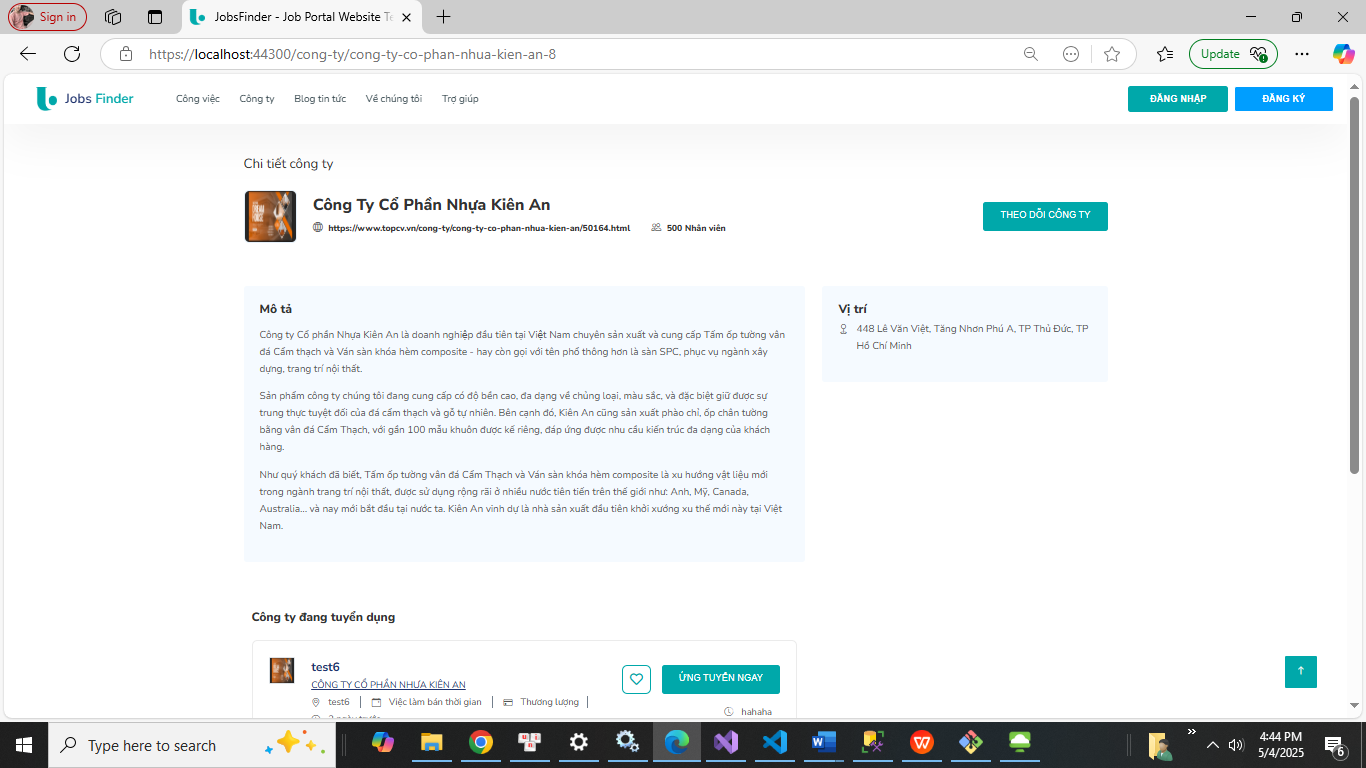 Sign in
JobsFinder - Job Portal Website Te
https://localhost:44300/cong-ty/cong-ty-co-phan-nhua-kien-an-8
Update
Jobs Finder
Công việc
Công ty
Blog tin tức
Về chúng tôi
Trợ giúp
ĐĂNG NHẬP
ĐĂNG KÝ
Chi tiết công ty
Công Ty Cổ Phần Nhựa Kiên An
https://www.topcv.vn/cong-ty/cong-ty-co-phan-nhua-kien-an/50164.html
500 Nhân viên
THEO DÕI CÔNG TY
Mô tả
Công ty Cổ phần Nhựa Kiên An là doanh nghiệp đầu tiên tại Việt Nam chuyên sản xuất và cung cấp Tấm ốp tường vân
đá Cẩm thạch và Ván sàn khóa hèm composite - hay còn gọi với tên phổ thông hơn là sàn SPC, phục vụ ngành xây
dựng, trang trí nội thất.
Sản phẩm công ty chúng tôi đang cung cấp có độ bền cao, đa dạng về chủng loại, màu sắc, và đặc biệt giữ được sự
trung thực tuyệt đối của đá cẩm thạch và gỗ tự nhiên. Bên cạnh đó, Kiên An cũng sản xuất phào chỉ, ốp chân tường
bằng vân đá Cẩm Thạch, với gần 100 mẫu khuôn được kế riêng, đáp ứng được nhu cầu kiến trúc đa dạng của khách
hàng.
Như quý khách đã biết, Tấm ốp tường vân đá Cẩm Thạch và Ván sàn khóa hèm composite là xu hướng vật liệu mới
trong ngành trang trí nội thất, được sử dụng rộng rãi ở nhiều nước tiên tiến trên thế giới như: Anh, Mỹ, Canada,
Australia... và nay mới bắt đầu tại nước ta. Kiên An vinh dự là nhà sản xuất đầu tiên khởi xướng xu thế mới này tại Việt
Nam.
Vị trí
448 Lê Văn Việt, Tăng Nhơn Phú A, TP Thủ Đức, TP
Hồ Chí Minh
Công ty đang tuyển dụng
test6
CÔNG TY CỔ PHẦN NHỰA KIÊN AN
ỨNG TUYỂN NGAY
test6
Việc làm bán thời gian
Thương lượng
hahaha
Type here to search
4:44 PM
5/4/2025
6